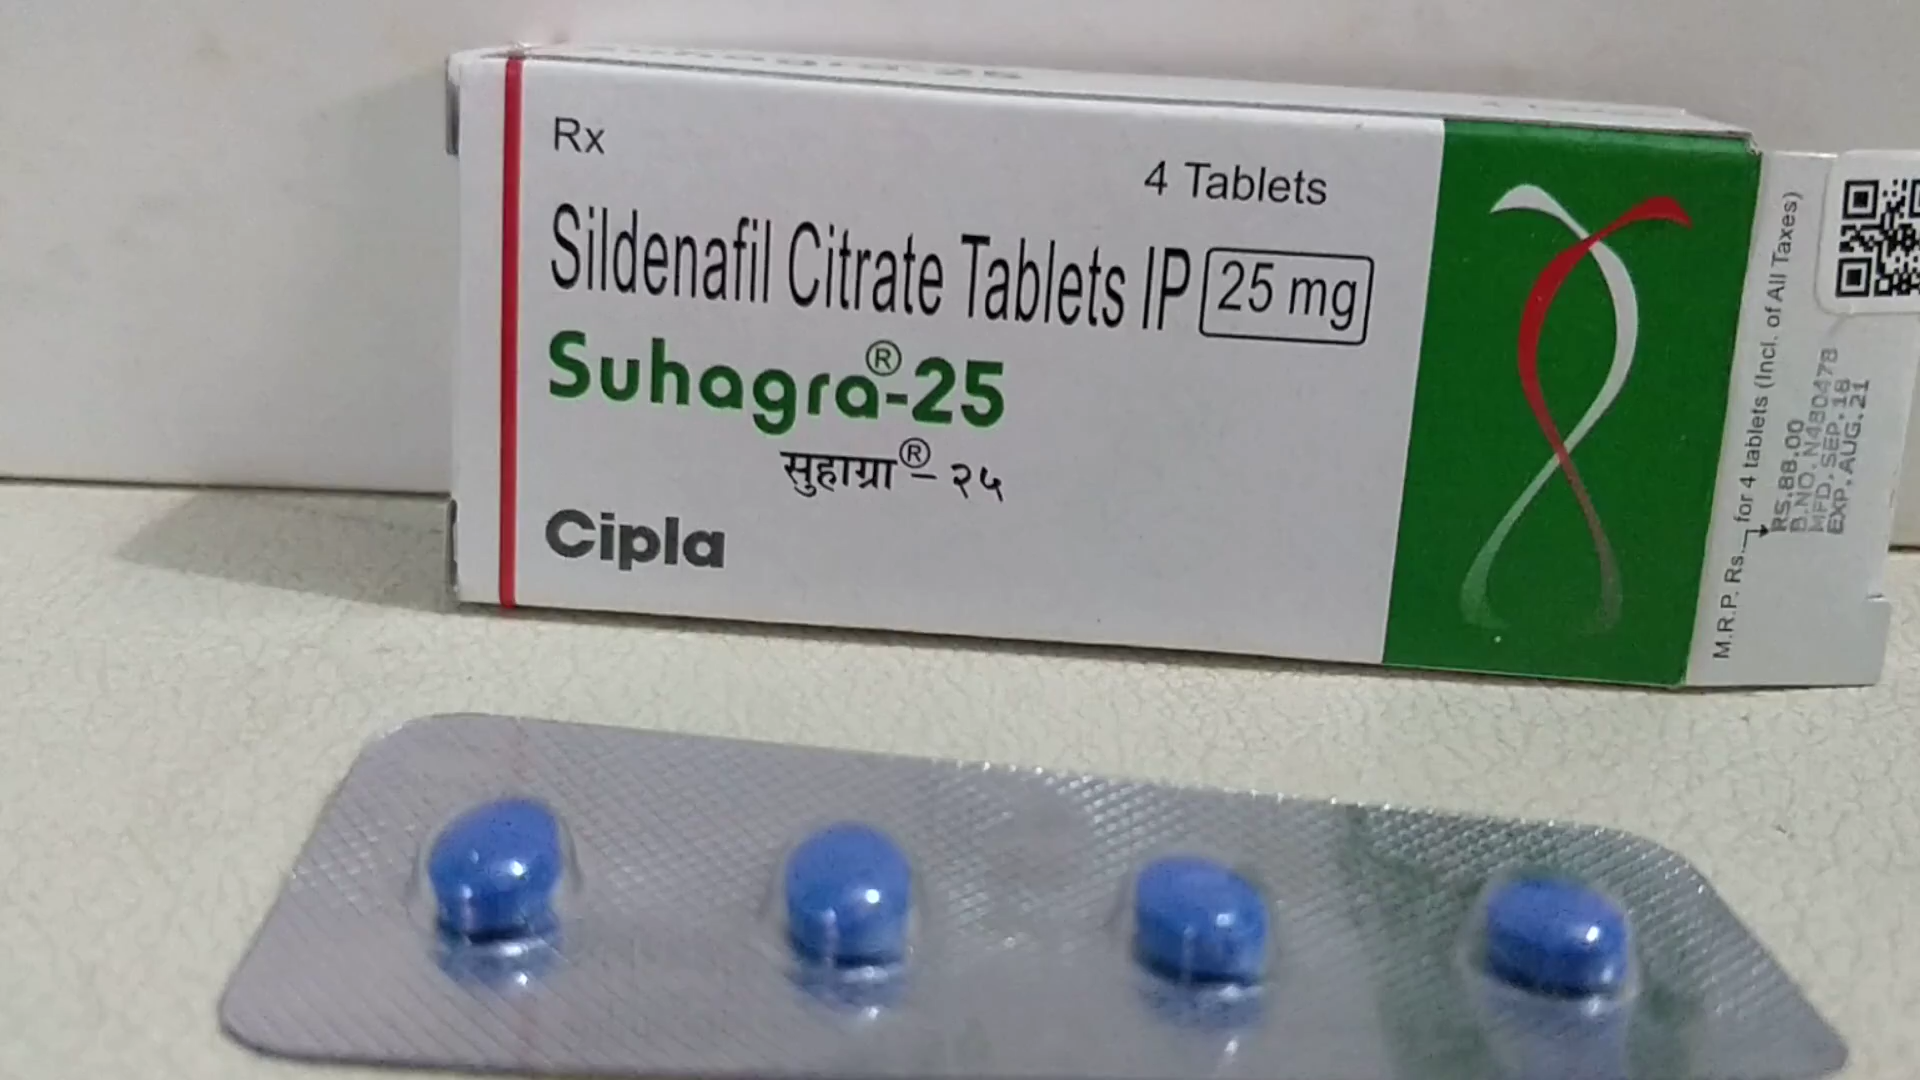 Rx
4 Tablets
Sildenafil Citrate Tablets IP 25 mg
Suhagra®-25
सुहाग्रा®-२५
Cipla
M.R.P. Rs. for 4 tablets (Incl. of All Taxes)
RS.88.00
B.NO. N480478
MFD. SEP.18
EXP. AUG.21